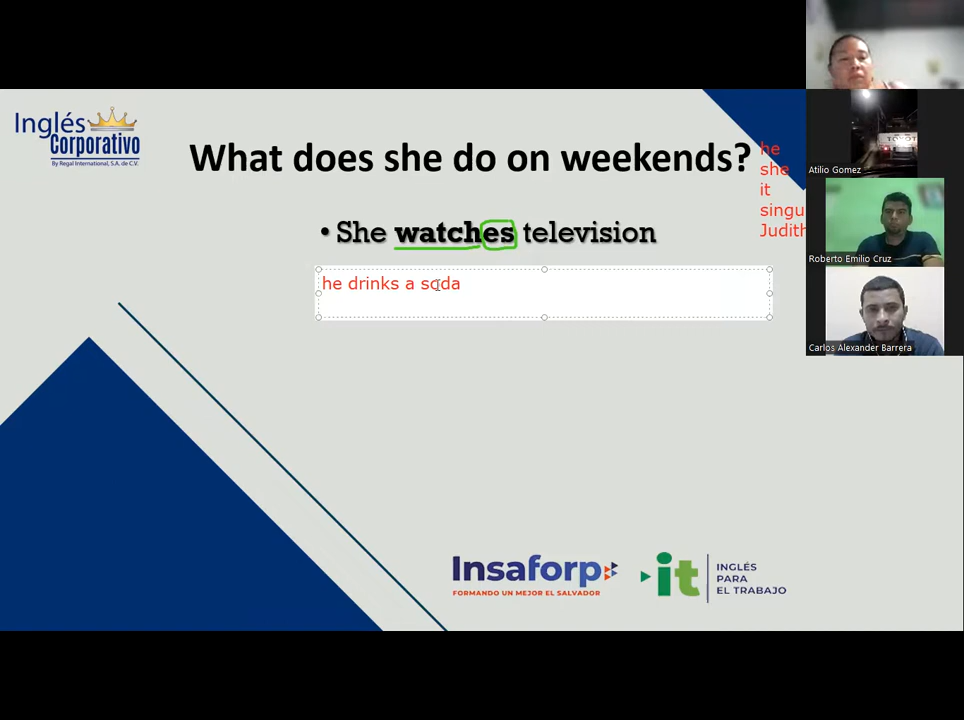 Inglés
Corporativo
By Regal International, S.A. de C.V.
What does she do on weekends?
• She watches television
he drinks a soda
he
she
it
singu
Judith
TOYOT
Atilio Gomez
Roberto Emilio Cruz
Carlos Alexander Barrera
Insaforp
FORMANDO UN MEJOR EL SALVADOR
it
INGLÉS
PARA
EL TRABAJO